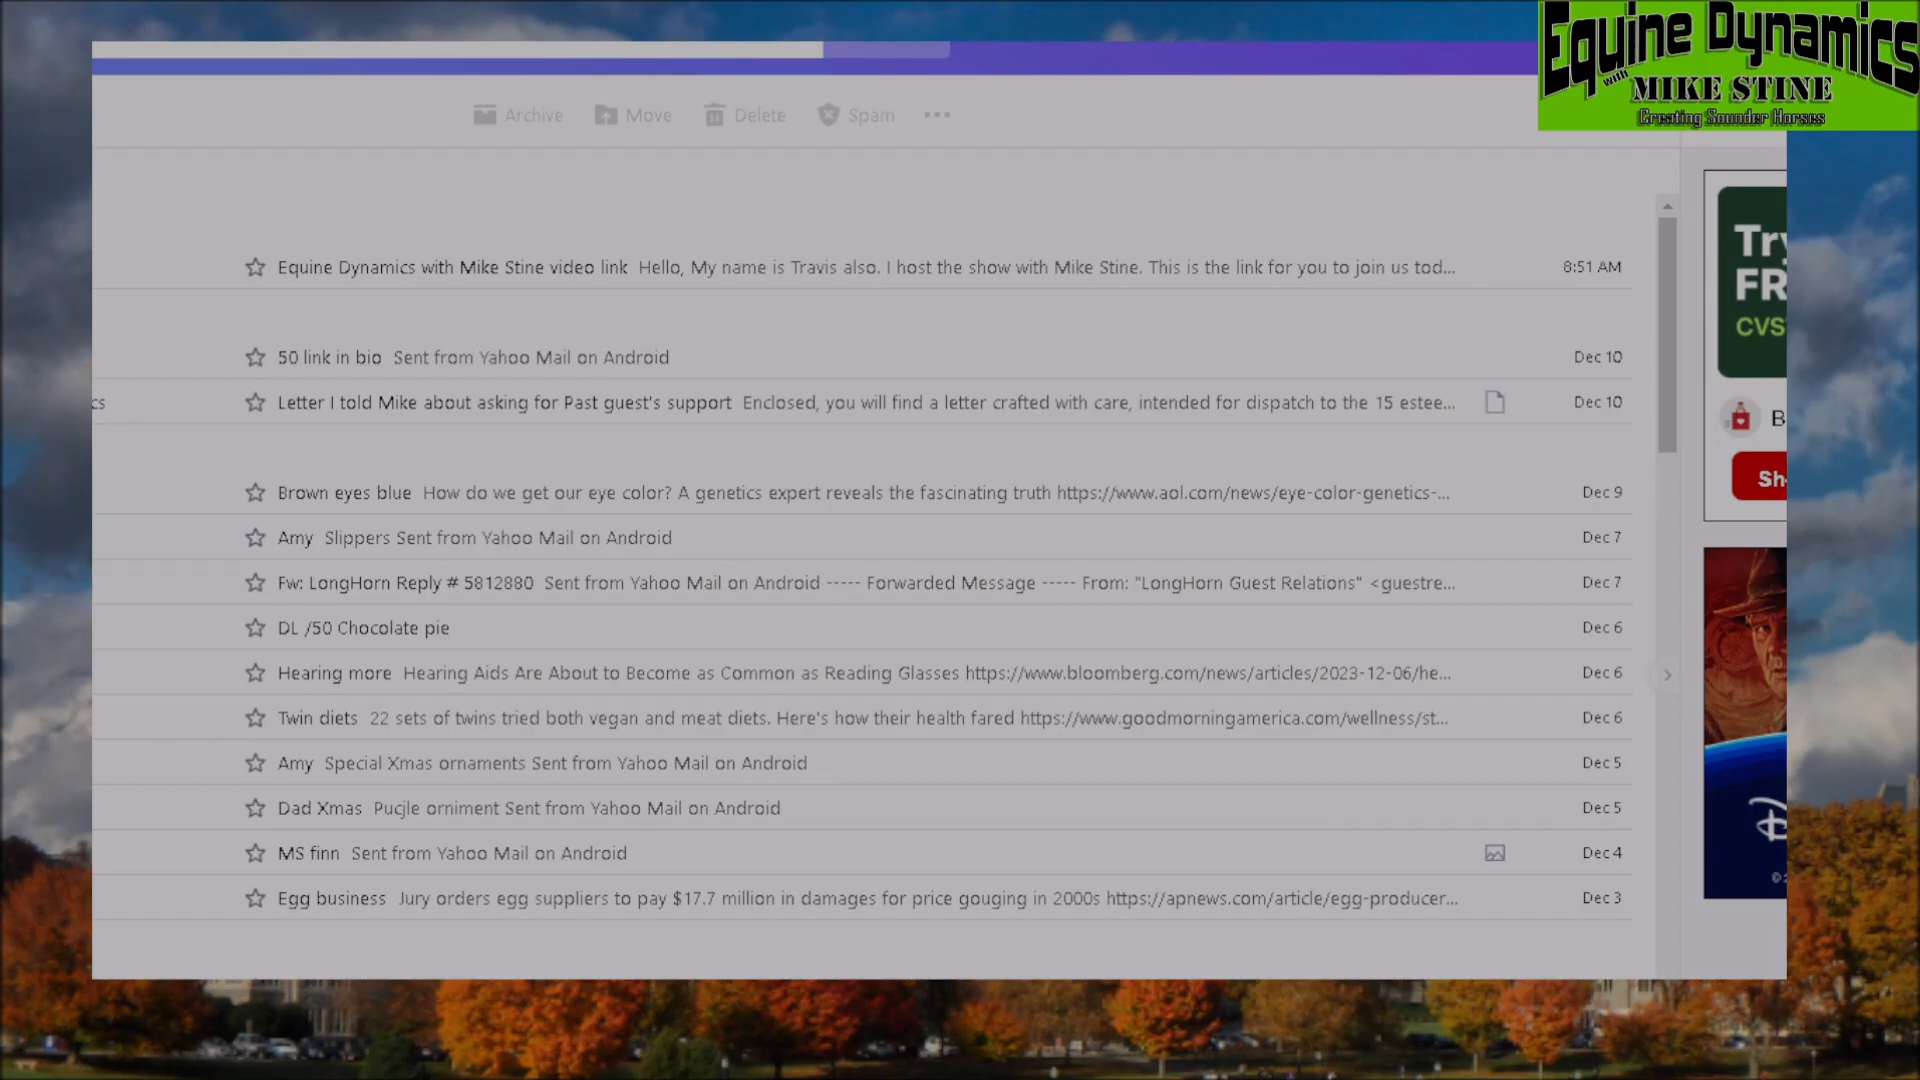 Equine Dynamics
with MIKE STINE
Creating Sounder Horses
Archive Move Delete Spam
Equine Dynamics with Mike Stine video link Hello, My name is Travis also. I host the show with Mike Stine. This is the link for you to join us tod... 8:51 AM
50 link in bio Sent from Yahoo Mail on Android Dec 10
cs Letter I told Mike about asking for Past guest's support Enclosed, you will find a letter crafted with care, intended for dispatch to the 15 estee... Dec 10
Brown eyes blue How do we get our eye color? A genetics expert reveals the fascinating truth https://www.aol.com/news/eye-color-genetics-... Dec 9
Amy Slippers Sent from Yahoo Mail on Android Dec 7
Fw: LongHorn Reply # 5812880 Sent from Yahoo Mail on Android ----- Forwarded Message ----- From: "LongHorn Guest Relations" <guestre... Dec 7
DL /50 Chocolate pie Dec 6
Hearing more Hearing Aids Are About to Become as Common as Reading Glasses https://www.bloomberg.com/news/articles/2023-12-06/he... Dec 6
Twin diets 22 sets of twins tried both vegan and meat diets. Here's how their health fared https://www.goodmorningamerica.com/wellness/st... Dec 6
Amy Special Xmas ornaments Sent from Yahoo Mail on Android Dec 5
Dad Xmas Pucjle orniment Sent from Yahoo Mail on Android Dec 5
MS finn Sent from Yahoo Mail on Android Dec 4
Egg business Jury orders egg suppliers to pay $17.7 million in damages for price gouging in 2000s https://apnews.com/article/egg-producer... Dec 3
Try
FR
CVS
B
Sh
D
©2